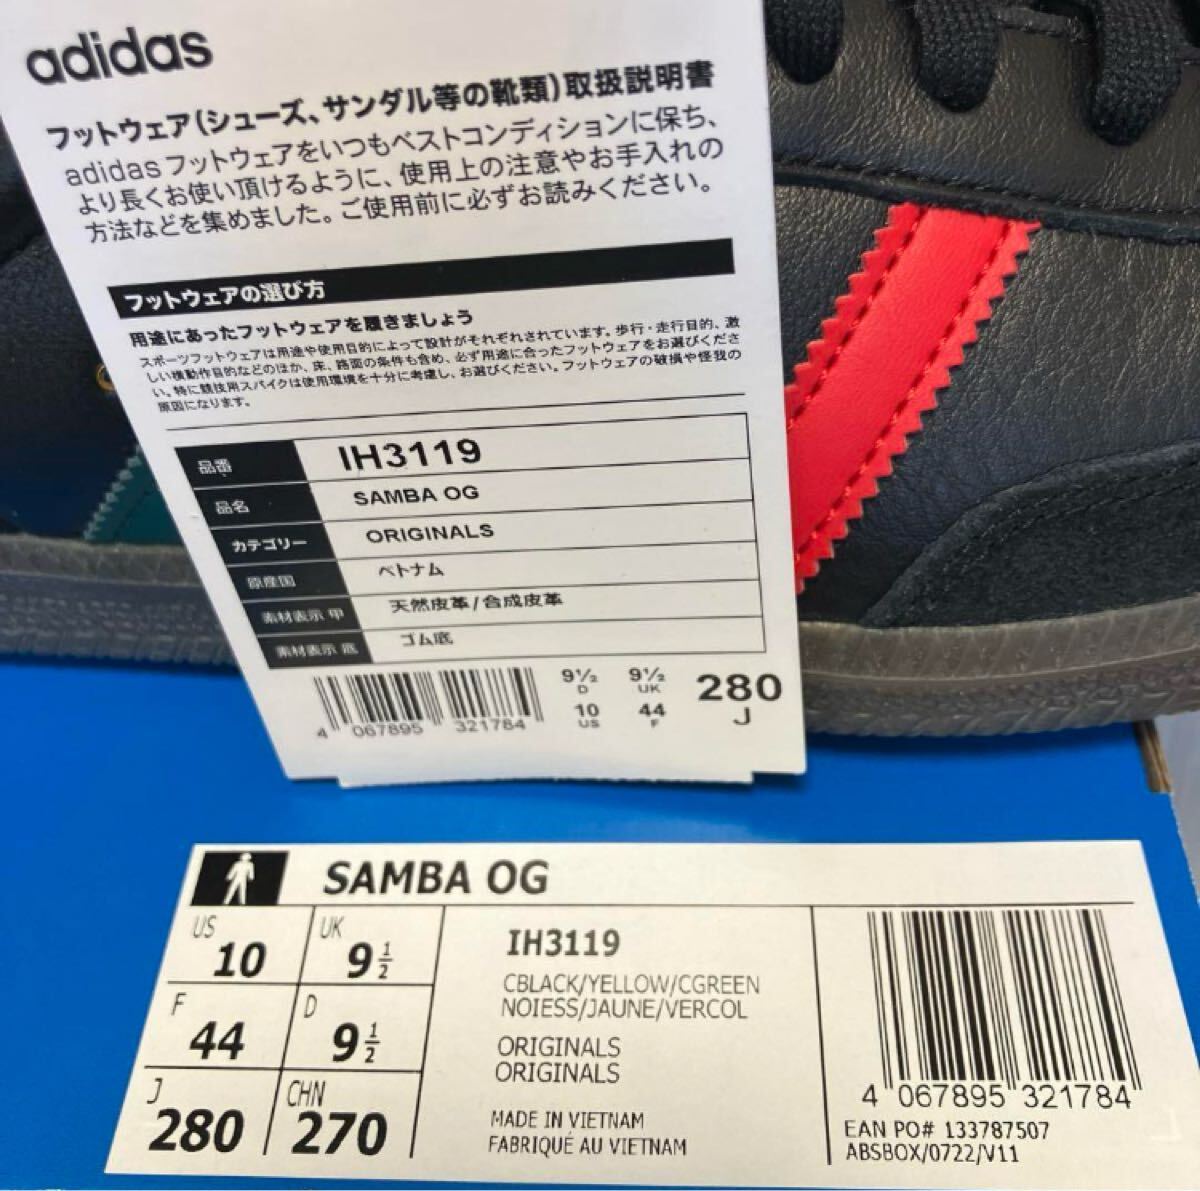 adidas
フットウェア(シューズ、サンダル等の靴類)取扱説明書
adidasフットウェアをいつもベストコンディションに保ち、
より長くお使い頂けるように、使用上の注意やお手入れの
方法などを集めました。ご使用前に必ずお読みください。
フットウェアの選び方
用途にあったフットウェアを履きましょう
スポーツフットウェアは用途や使用目的によって設計がそれぞれされています。歩行・走行目的、激
しい横動作目的などのほか、床、路面の条件も含め、必ず用途に合ったフットウェアをお選びくださ
い。特に競技用スパイクは使用環境を十分に考慮し、お選びください。フットウェアの破損や怪我の
原因になります。
品番 IH3119
品名 SAMBA OG
カテゴリー ORIGINALS
原産国 ベトナム
素材表示 甲 天然皮革/合成皮革
素材表示 底 ゴム底
4 067895 321784
9½ D 9½ UK
10 US 44 F
280 J
SAMBA OG
US 10 UK 9 1/2
F 44 D 9 1/2
J 280 CHN 270
IH3119
CBLACK/YELLOW/CGREEN
NOIESS/JAUNE/VERCOL
ORIGINALS
ORIGINALS
MADE IN VIETNAM
FABRIQUÉ AU VIETNAM
4 067895 321784
EAN PO# 133787507
ABSBOX/0722/V11